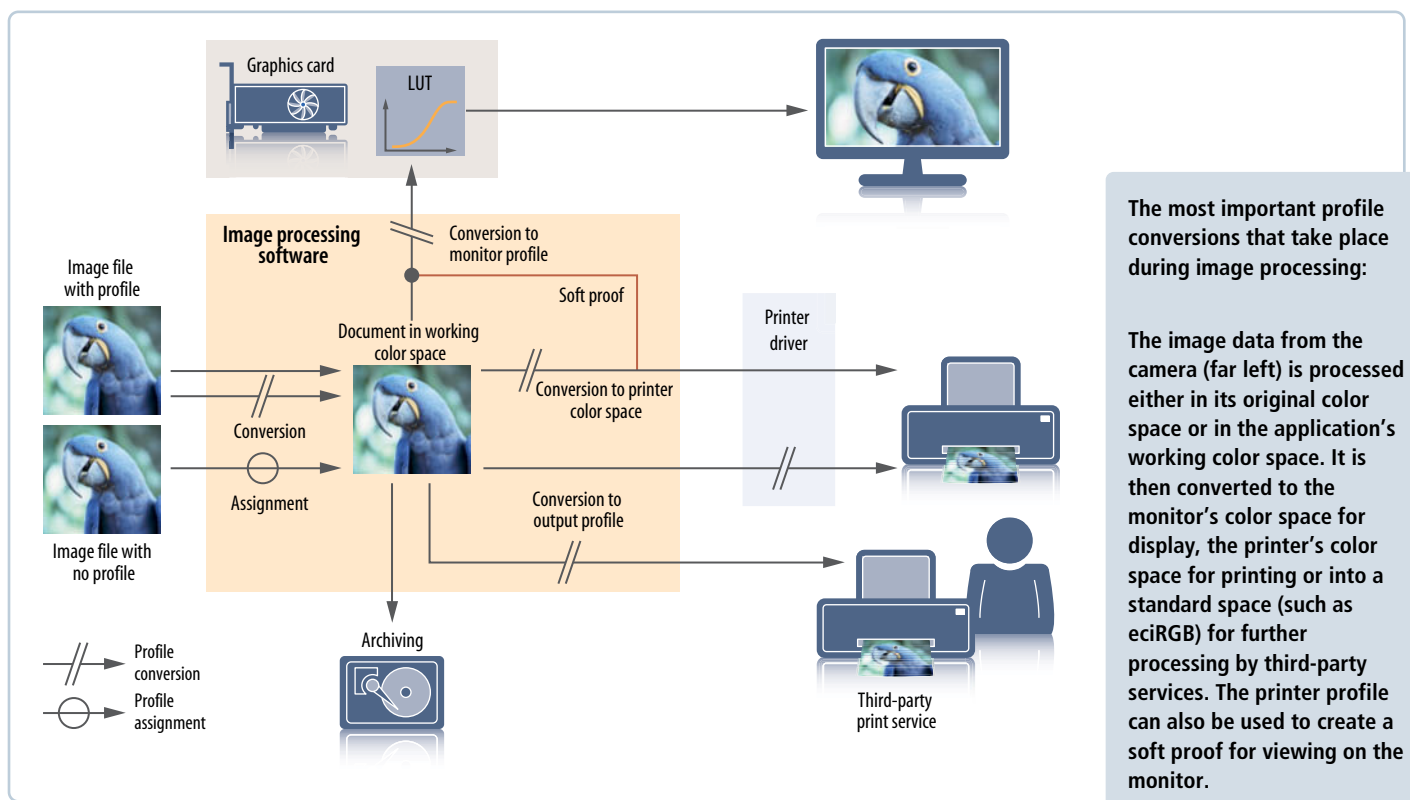 Graphics card
LUT
Image processing
software
Conversion to
monitor profile
Image file
with profile
Soft proof
Document in working
color space
Printer
driver
Conversion to printer
color space
Conversion
Assignment
Conversion to
output profile
Image file with
no profile
Archiving
Profile
conversion
Profile
assignment
Third-party
print service
The most important profile
conversions that take place
during image processing:
The image data from the
camera (far left) is processed
either in its original color
space or in the application’s
working color space. It is
then converted to the
monitor’s color space for
display, the printer’s color
space for printing or into a
standard space (such as
eciRGB) for further
processing by third-party
services. The printer profile
can also be used to create a
soft proof for viewing on the
monitor.